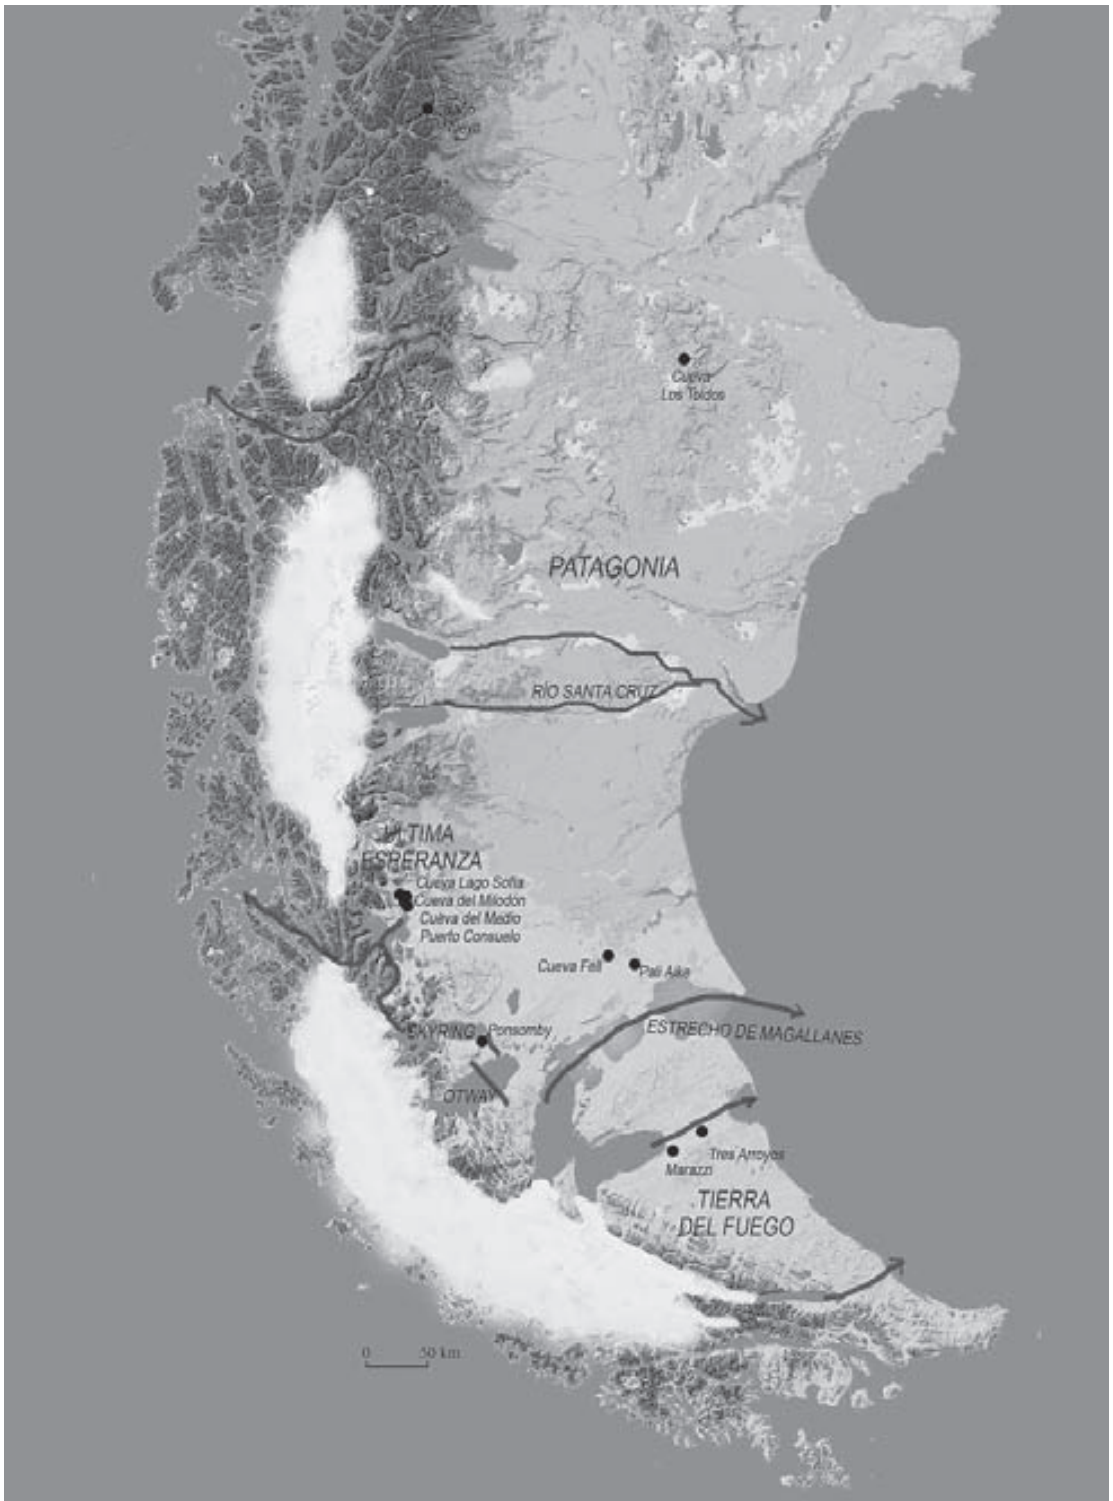 Cueva
Los Toldos
PATAGONIA
RÍO SANTA CRUZ
ULTIMA
ESPERANZA
Cueva Lago Sofia
Cueva del Milodón
Cueva del Medio
Puerto Consuelo
Cueva Fell
Pali Aike
ESTRECHO DE MAGALLANES
SKYRING
Ponsomby
OTWAY
Tres Arroyos
Marazzi
TIERRA
DEL FUEGO
0 50 km